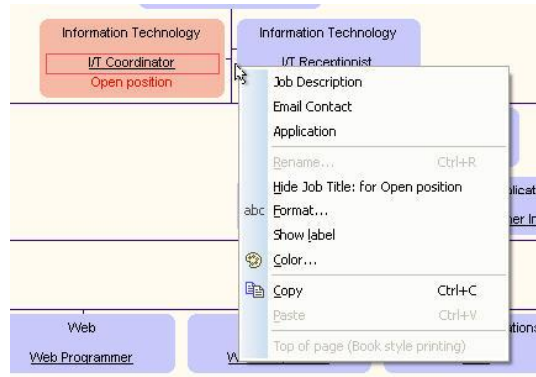 Information Technology
I/T Coordinator
Open position
Information Technology
I/T Receptionist
Job Description
Email Contact
Application
Rename... Ctrl+R
Hide Job Title: for Open position
abc Format...
Show label
Color...
Copy Ctrl+C
Paste Ctrl+V
Top of page (Book style printing)
Web
Web Programmer